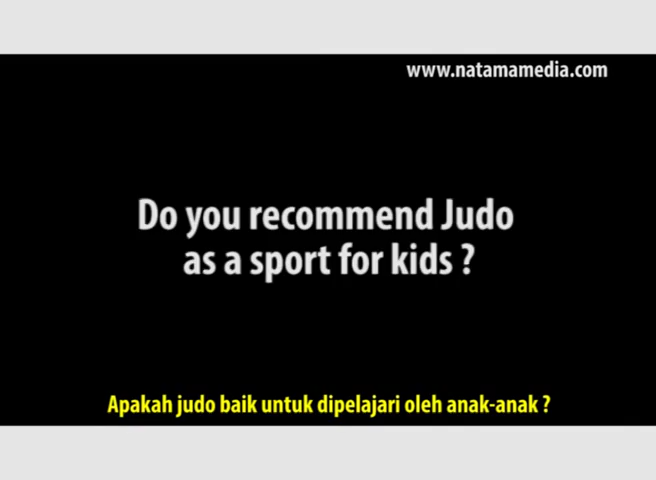 www.natamamedia.com
Do you recommend Judo
as a sport for kids ?
Apakah judo baik untuk dipelajari oleh anak-anak ?